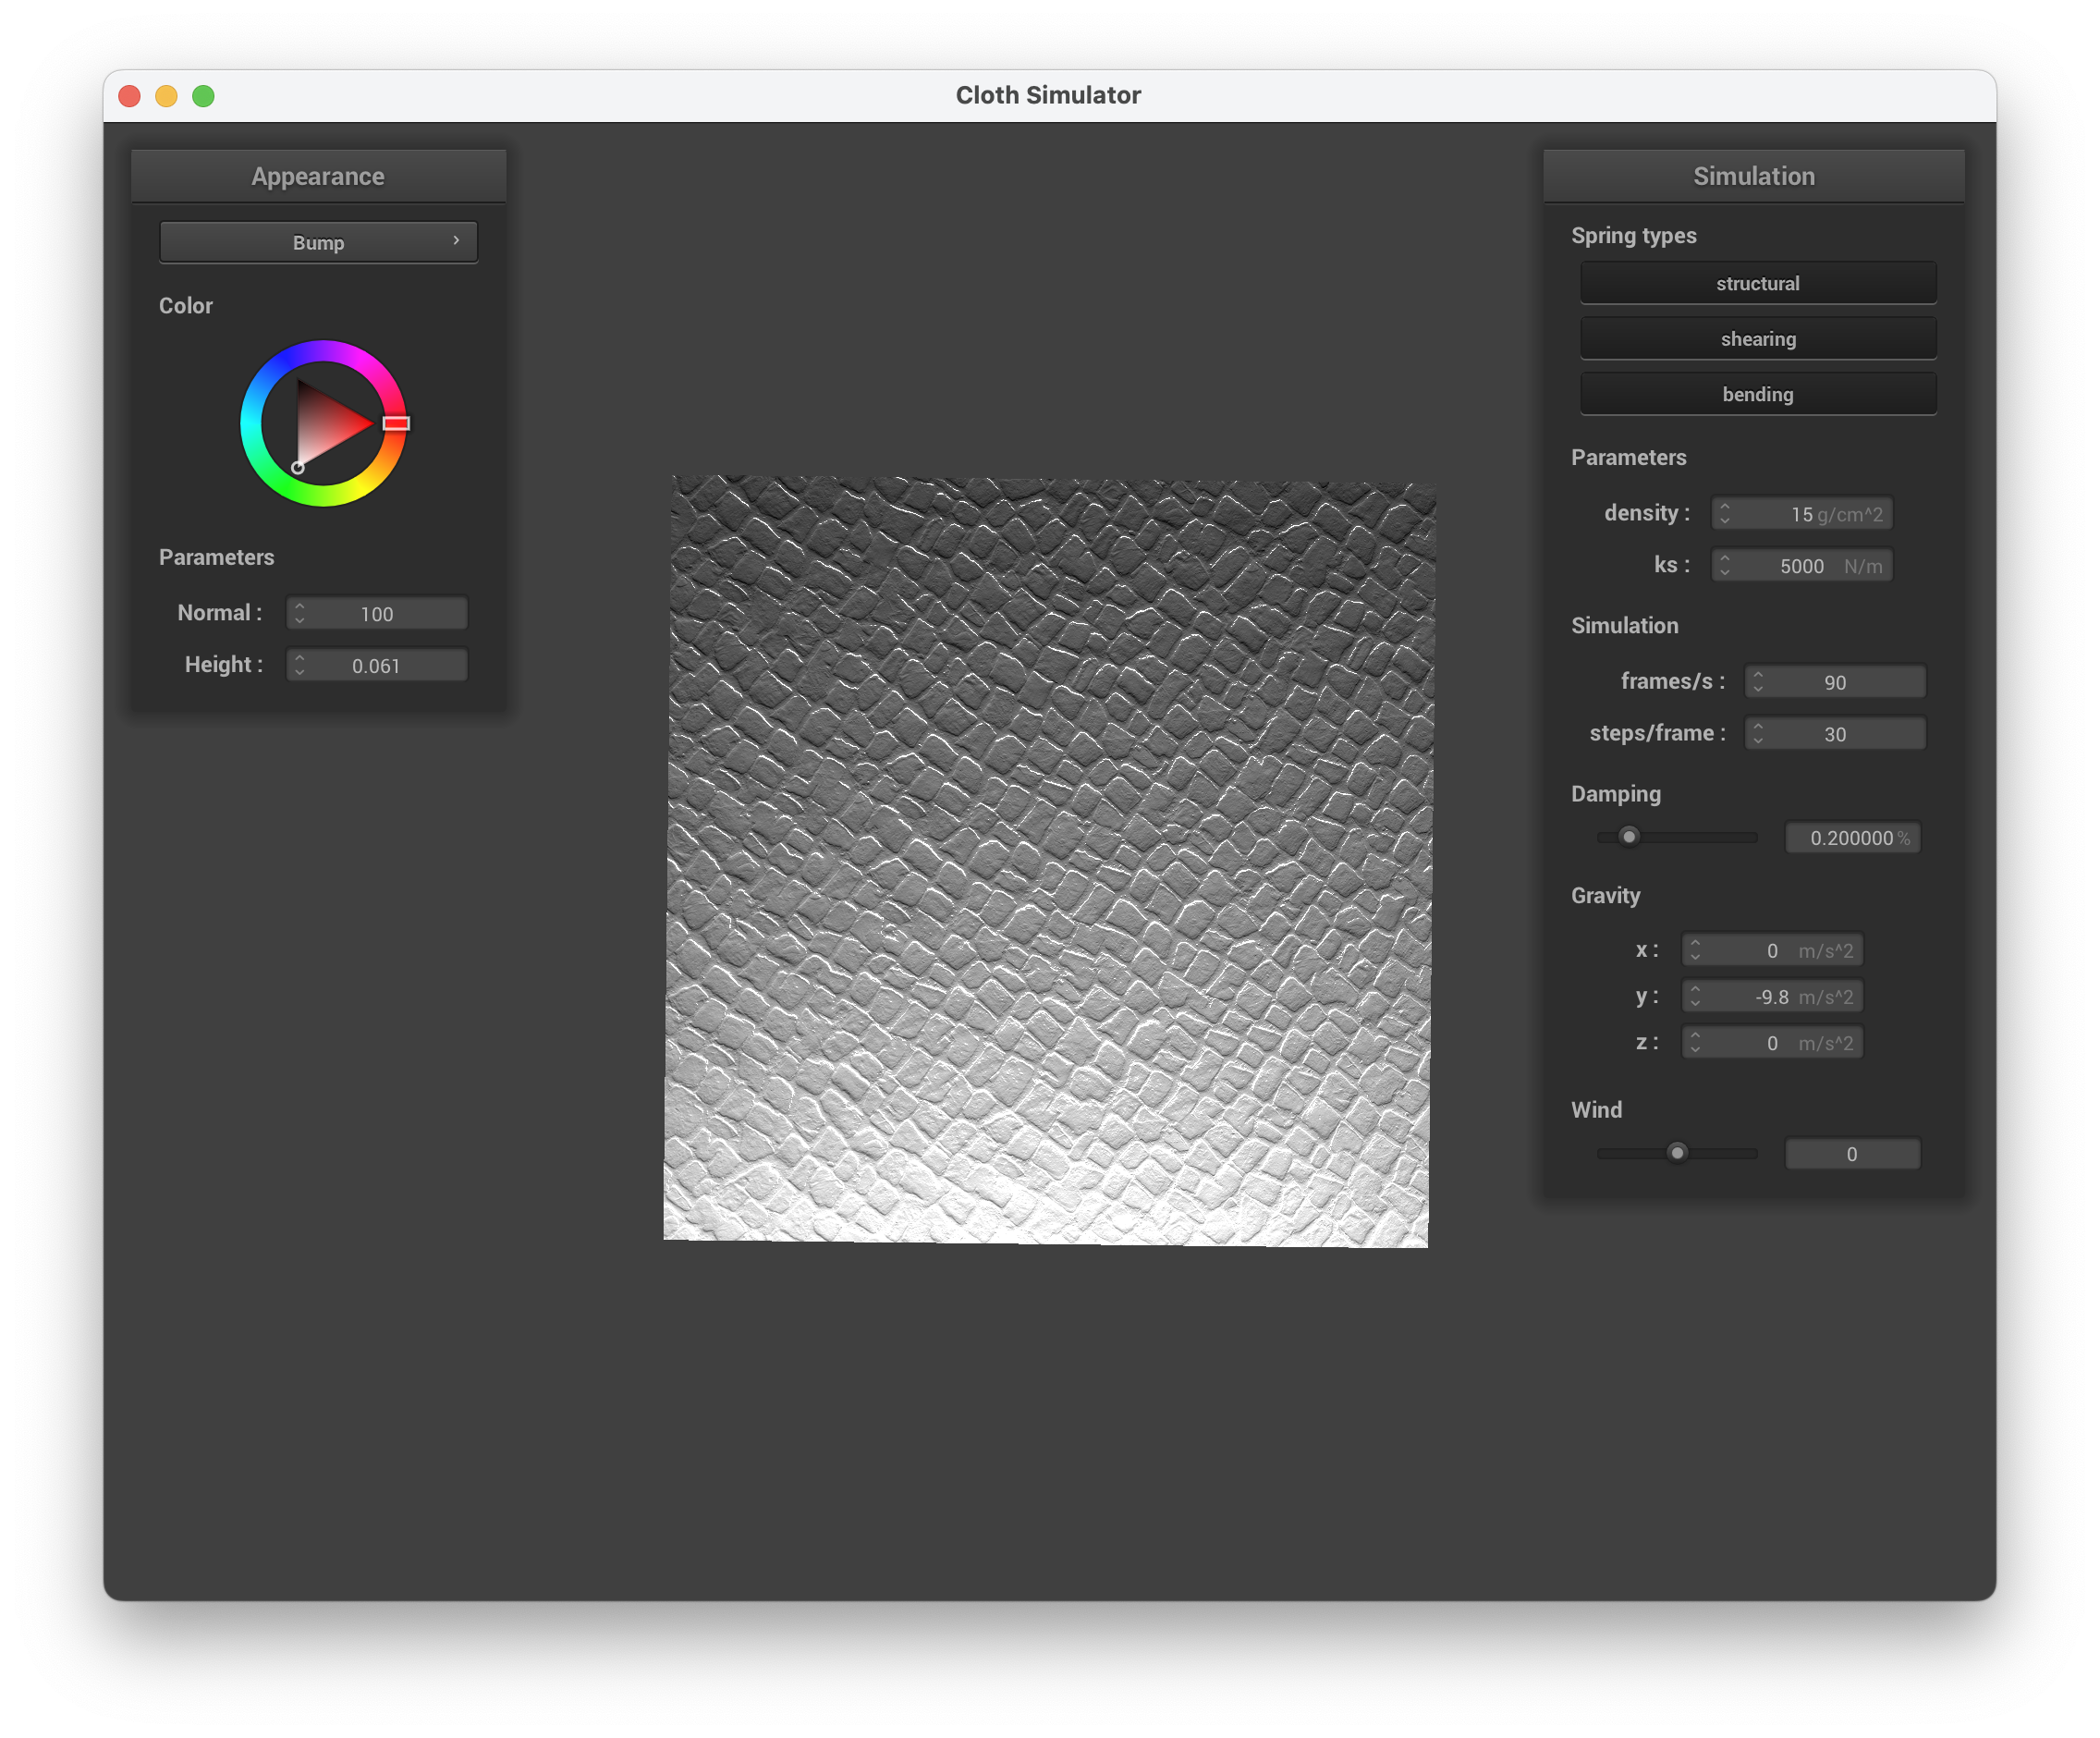 Cloth Simulator
Appearance
Bump
Color
Parameters
Normal : 100
Height : 0.061
Simulation
Spring types
structural
shearing
bending
Parameters
density : 15 g/cm^2
ks : 5000 N/m
Simulation
frames/s : 90
steps/frame : 30
Damping
0.200000 %
Gravity
x : 0 m/s^2
y : -9.8 m/s^2
z : 0 m/s^2
Wind
0